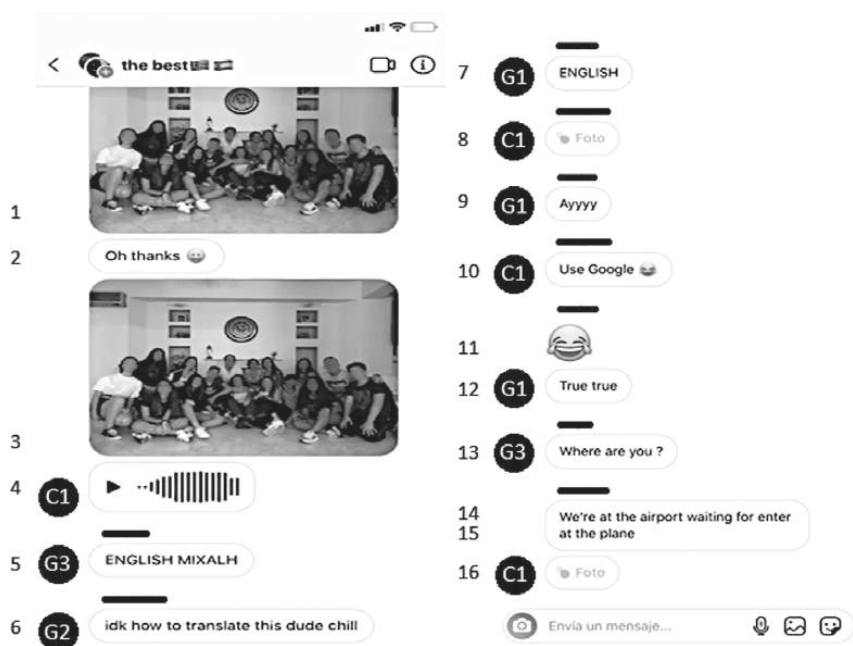 the best
1
2 Oh thanks
3
4 C1
5 G3 ENGLISH MIXALH
6 G2 idk how to translate this dude chill
7 G1 ENGLISH
8 C1 Foto
9 G1 Ayyyy
10 C1 Use Google
11
12 G1 True true
13 G3 Where are you ?
14 We're at the airport waiting for enter
15 at the plane
16 C1 Foto
Envía un mensaje...